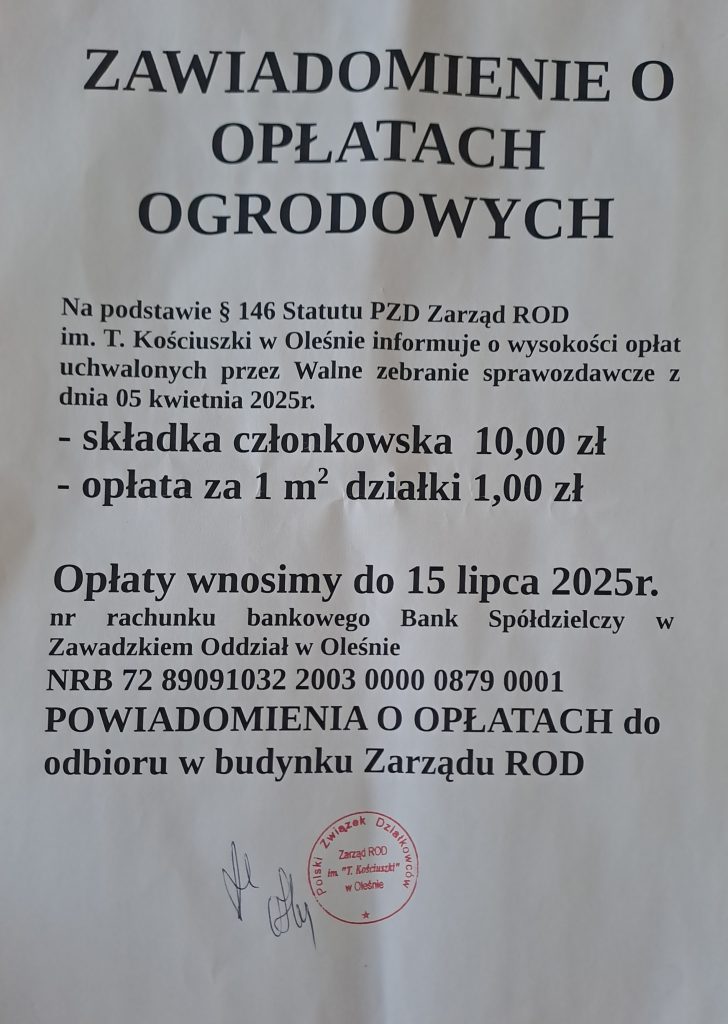 ZAWIADOMIENIE O
OPŁATACH
OGRODOWYCH
Na podstawie § 146 Statutu PZD Zarząd ROD
im. T. Kościuszki w Oleśnie informuje o wysokości opłat
uchwalonych przez Walne zebranie sprawozdawcze z
dnia 05 kwietnia 2025r.
- składka członkowska 10,00 zł
- opłata za 1 m² działki 1,00 zł
Opłaty wnosimy do 15 lipca 2025r.
nr rachunku bankowego Bank Spółdzielczy w
Zawadzkiem Oddział w Oleśnie
NRB 72 89091032 2003 0000 0879 0001
POWIADOMIENIA O OPŁATACH do
odbioru w budynku Zarządu ROD
Polski Związek Działkowców
Zarząd ROD
im. "T. Kościuszki"
w Oleśnie